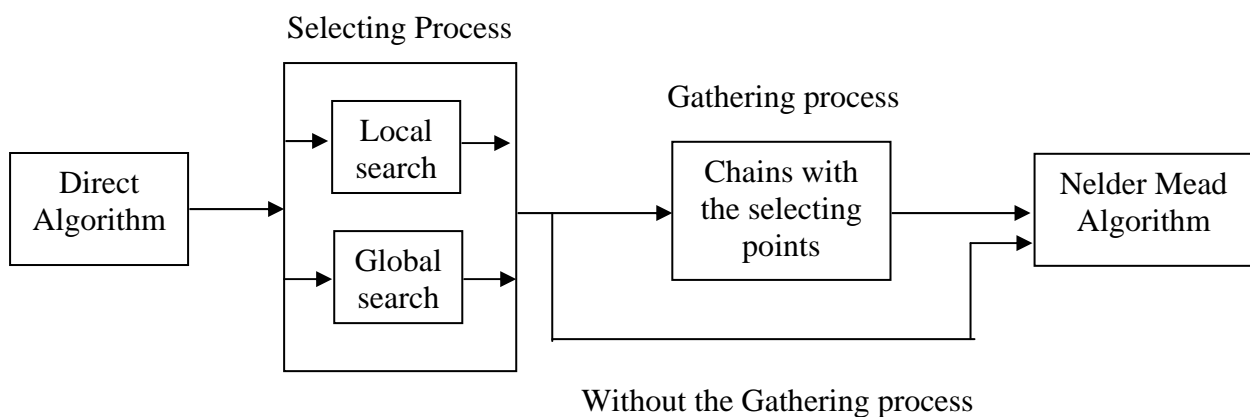 Selecting Process
Gathering process
Direct
Algorithm
Local
search
Global
search
Chains with
the selecting
points
Nelder Mead
Algorithm
Without the Gathering process